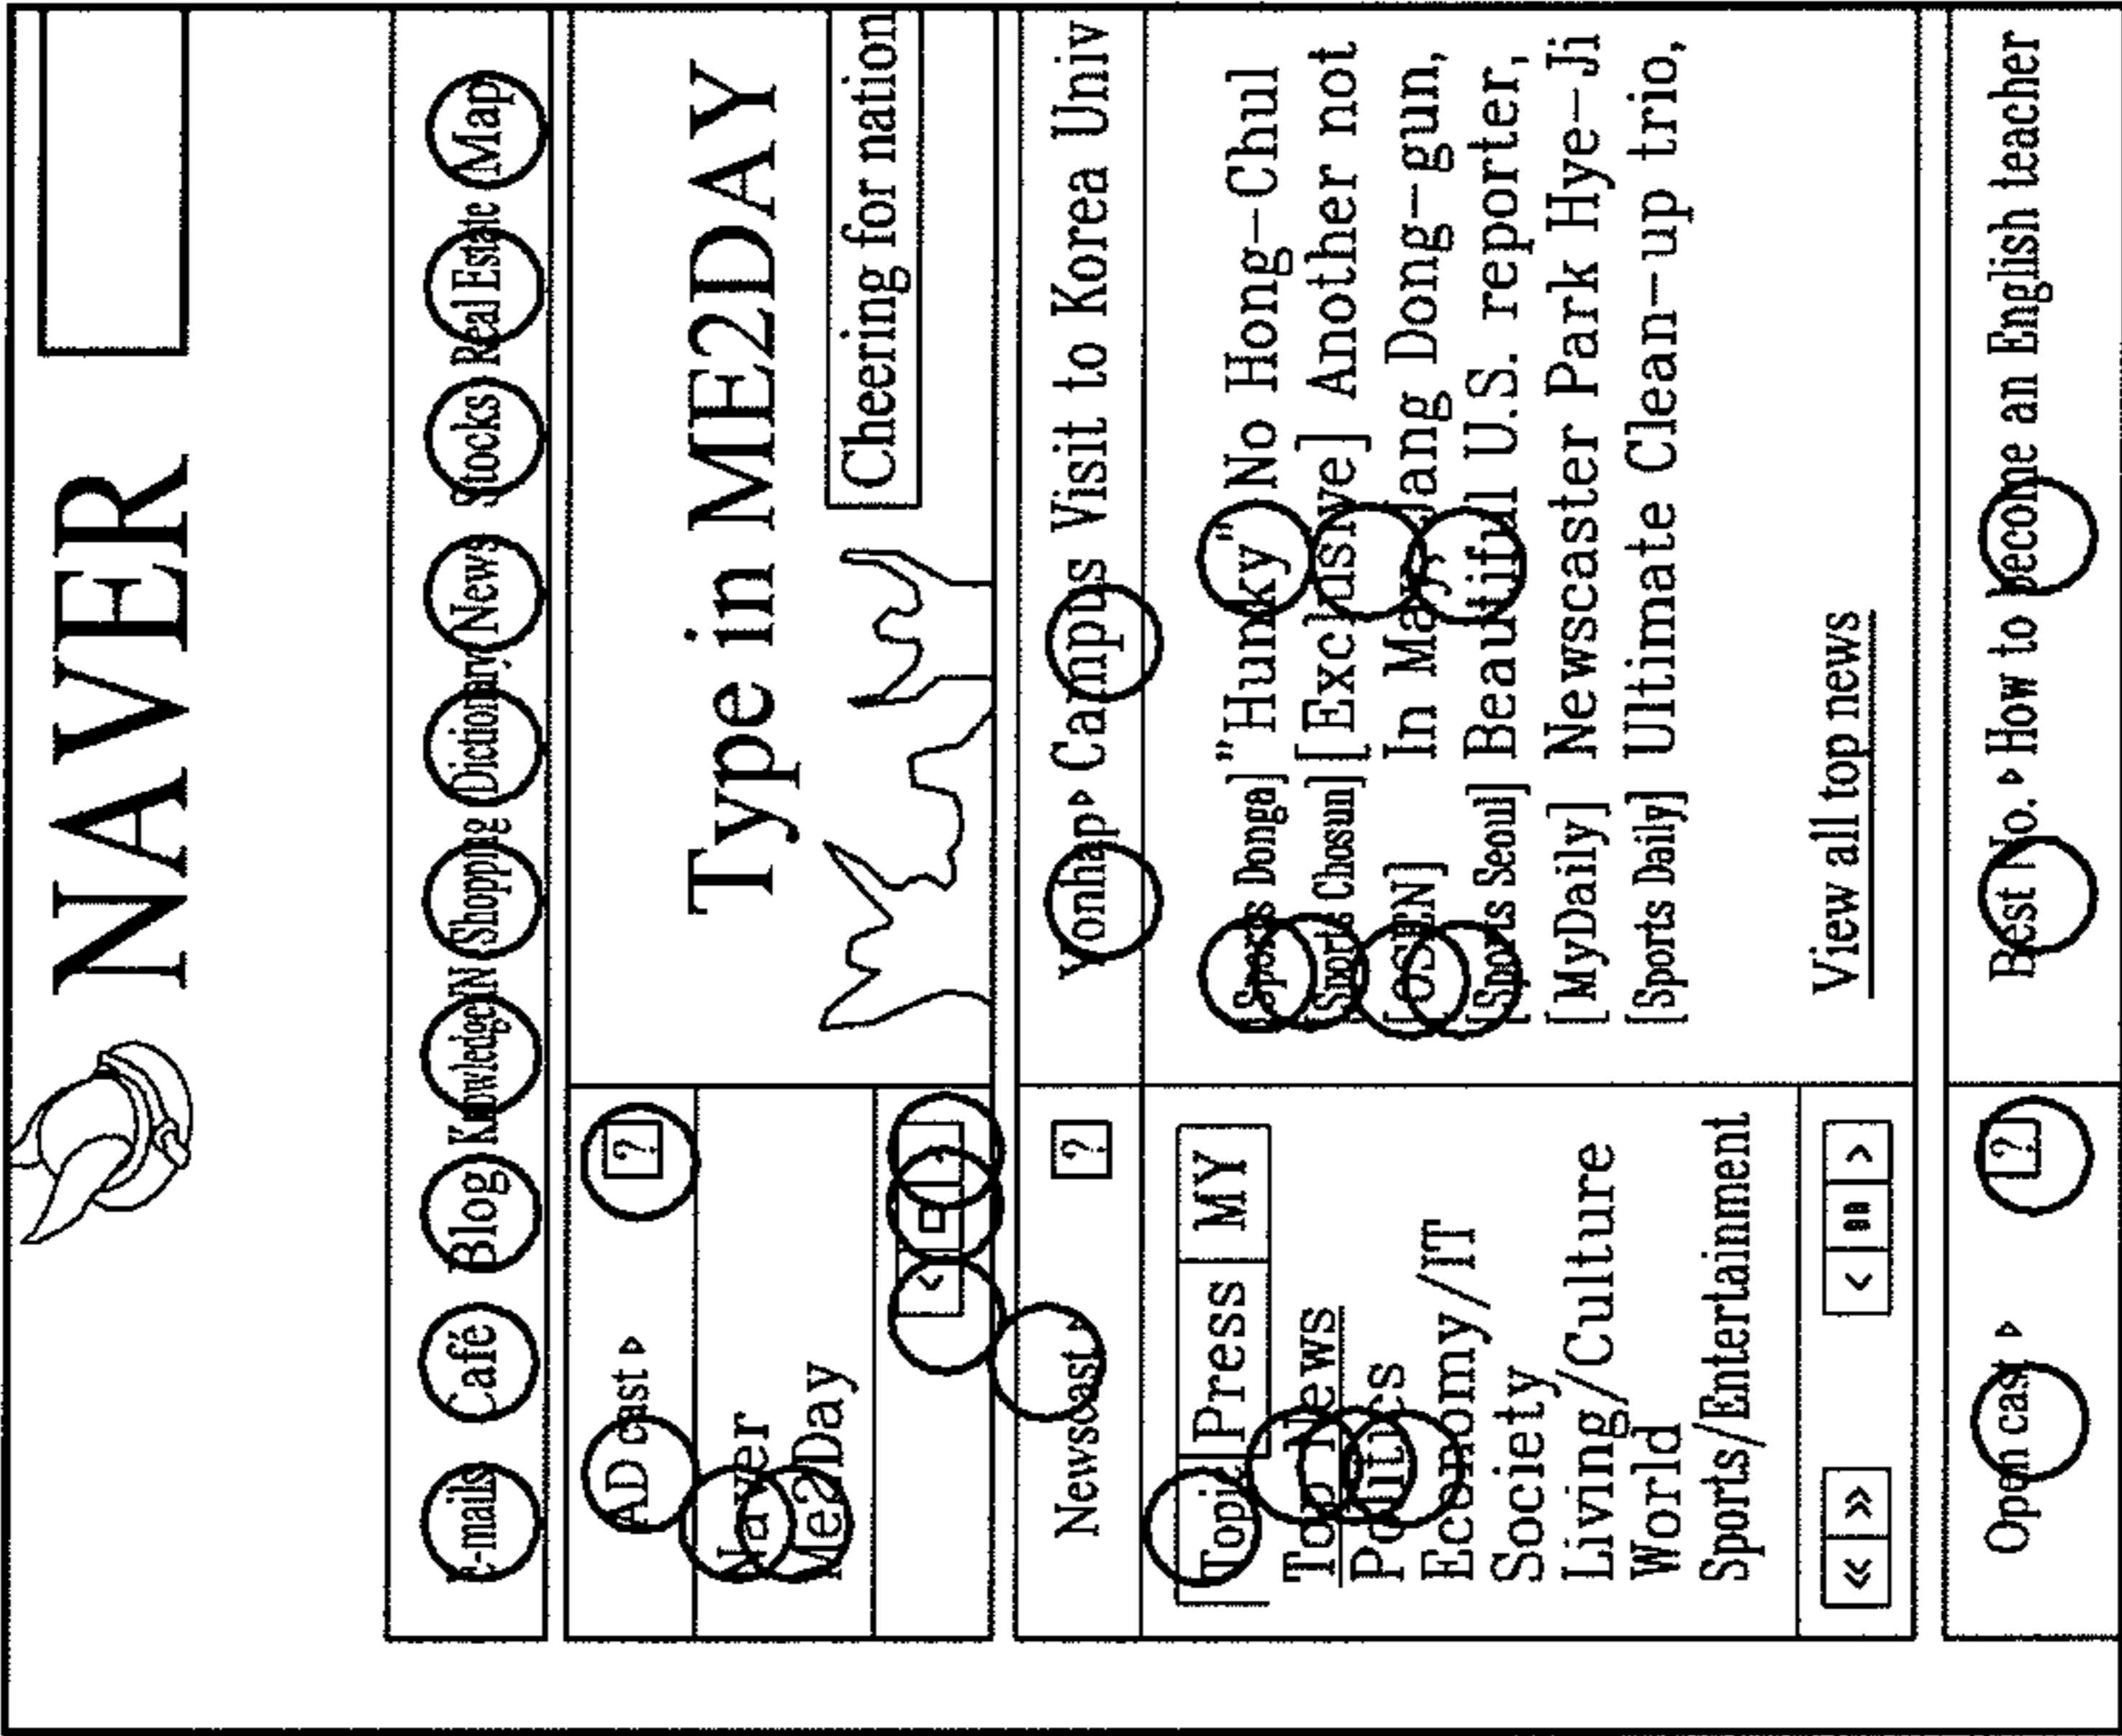 NAVER
E-mails Café Blog KnowledgeiN Shopping Dictionary News Stocks Real Estate Map
AD cast ▷ ?
Type in ME2DAY
Naver
Me2Day
Cheering for nation
< □
Newscast ▷ ?
Yonhap ▷ Campus Visit to Korea Univ
Topic Press MY
[Sports Donga] "Hunky" No Hong-Chul
Top News
[Sports Chosun] [Exclusive] Another not
Politics
[OSEN] In May, Jang Dong-gun,
Economy/IT
[Sports Seoul] Beautiful U.S. reporter,
Society
[MyDaily] Newscaster Park Hye-Ji
Living/Culture
[Sports Daily] Ultimate Clean-up trio,
World
Sports/Entertainment
View all top news
<< >> < >
Open cast ▷ ?
Best No. ▷ How to become an English teacher